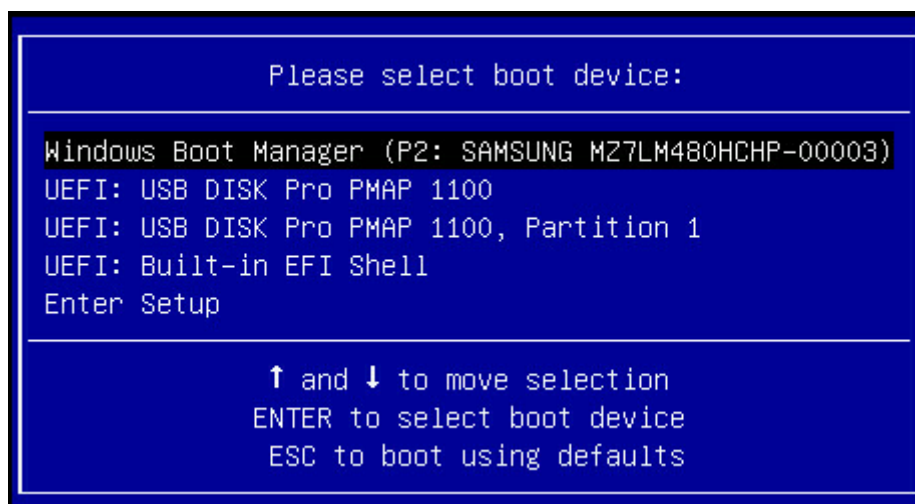 Please select boot device:
Windows Boot Manager (P2: SAMSUNG MZ7LM480HCHP-00003)
UEFI: USB DISK Pro PMAP 1100
UEFI: USB DISK Pro PMAP 1100, Partition 1
UEFI: Built-in EFI Shell
Enter Setup
↑ and ↓ to move selection
ENTER to select boot device
ESC to boot using defaults